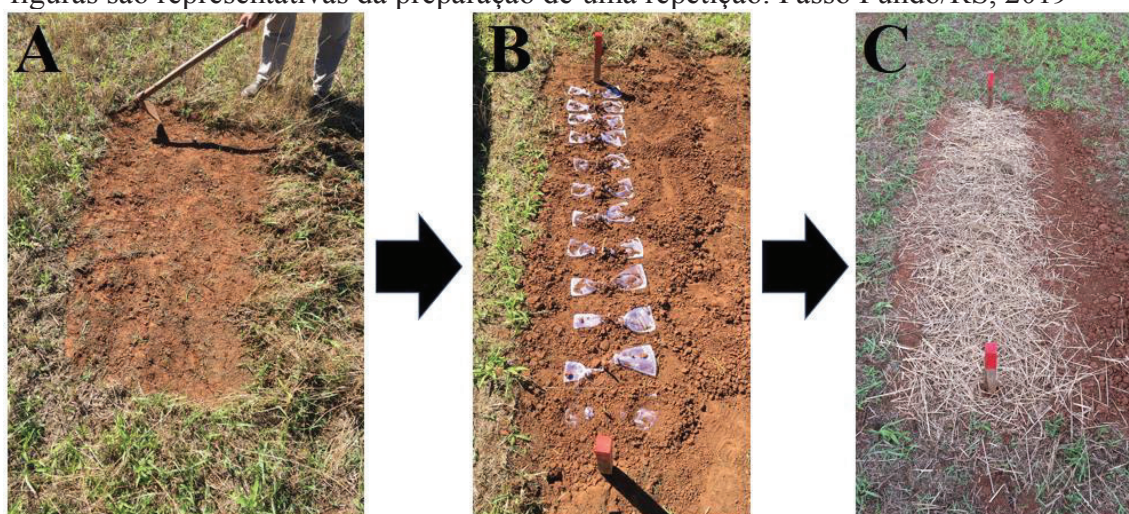 figuras são representativas da preparação de uma repetição. Passo Fundo/RS, 2019
A
B
C